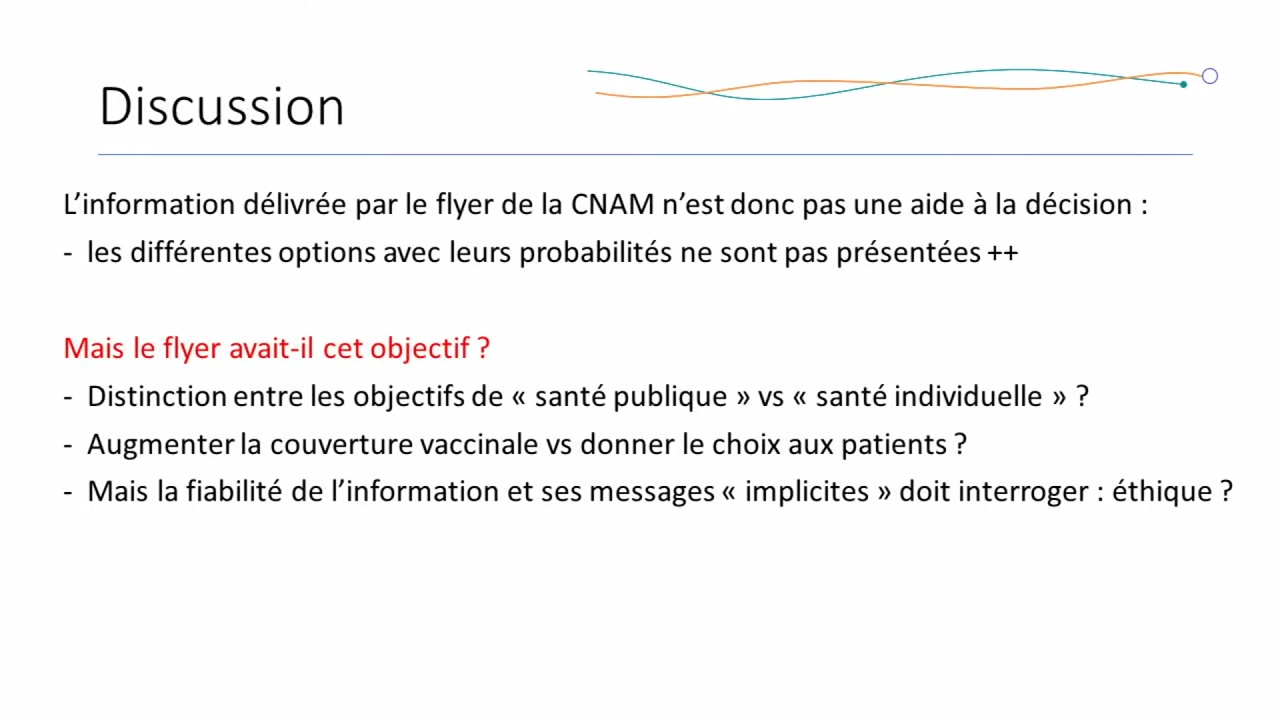 Discussion
L’information délivrée par le flyer de la CNAM n’est donc pas une aide à la décision :
- les différentes options avec leurs probabilités ne sont pas présentées ++
Mais le flyer avait-il cet objectif ?
- Distinction entre les objectifs de « santé publique » vs « santé individuelle » ?
- Augmenter la couverture vaccinale vs donner le choix aux patients ?
- Mais la fiabilité de l’information et ses messages « implicites » doit interroger : éthique ?